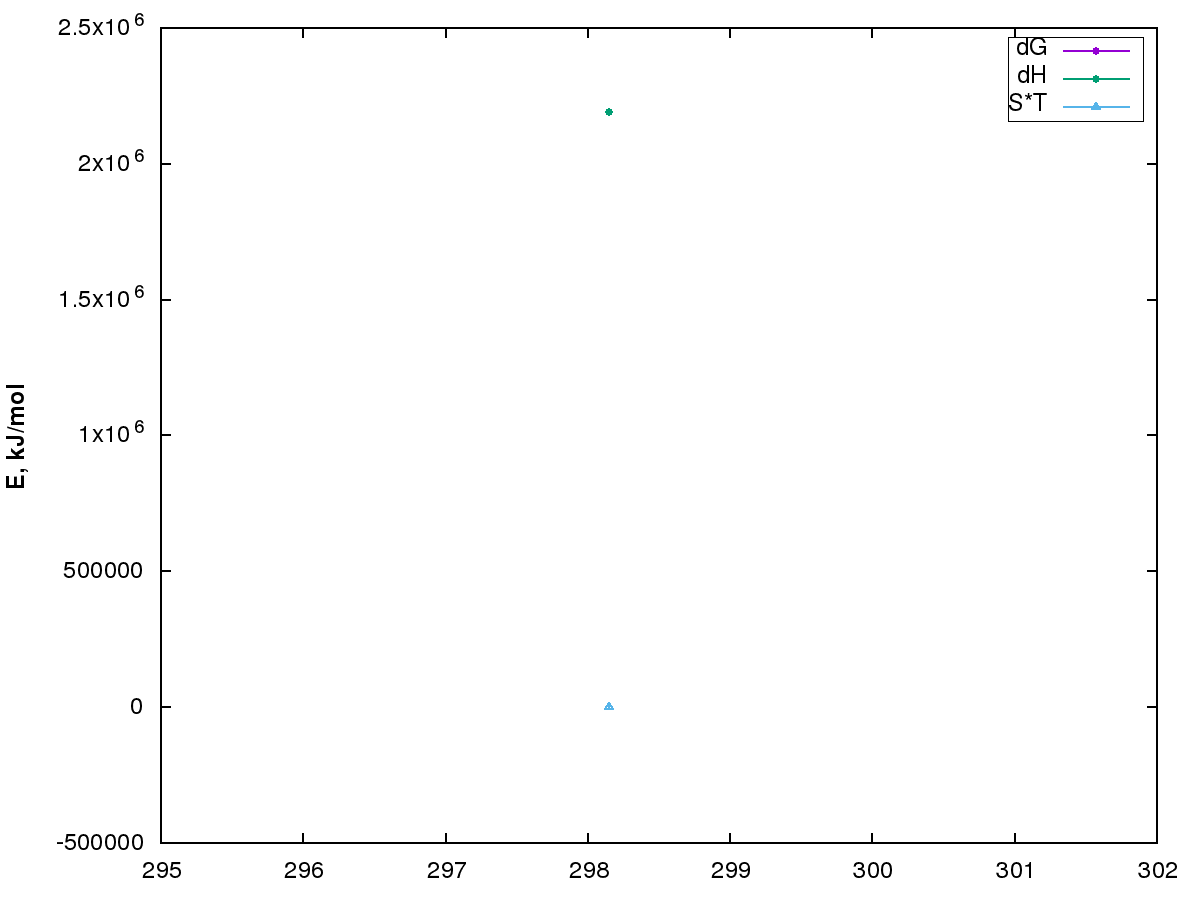 2.5x10^6
2x10^6
1.5x10^6
1x10^6
500000
0
-500000
E, kJ/mol
dG
dH
S*T
295 296 297 298 299 300 301 302